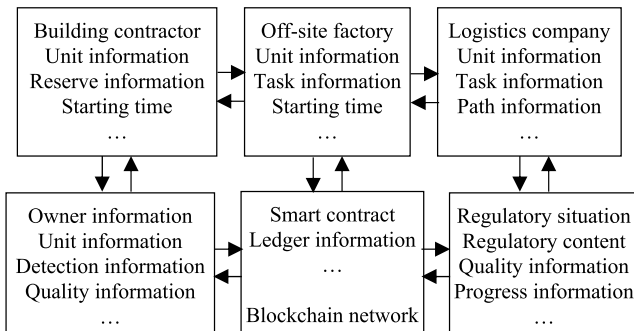 Building contractor
Unit information
Reserve information
Starting time
…
Off-site factory
Unit information
Task information
Starting time
…
Logistics company
Unit information
Task information
Path information
…
Owner information
Unit information
Detection information
Quality information
…
Smart contract
Ledger information
…
Blockchain network
Regulatory situation
Regulatory content
Quality information
Progress information
…